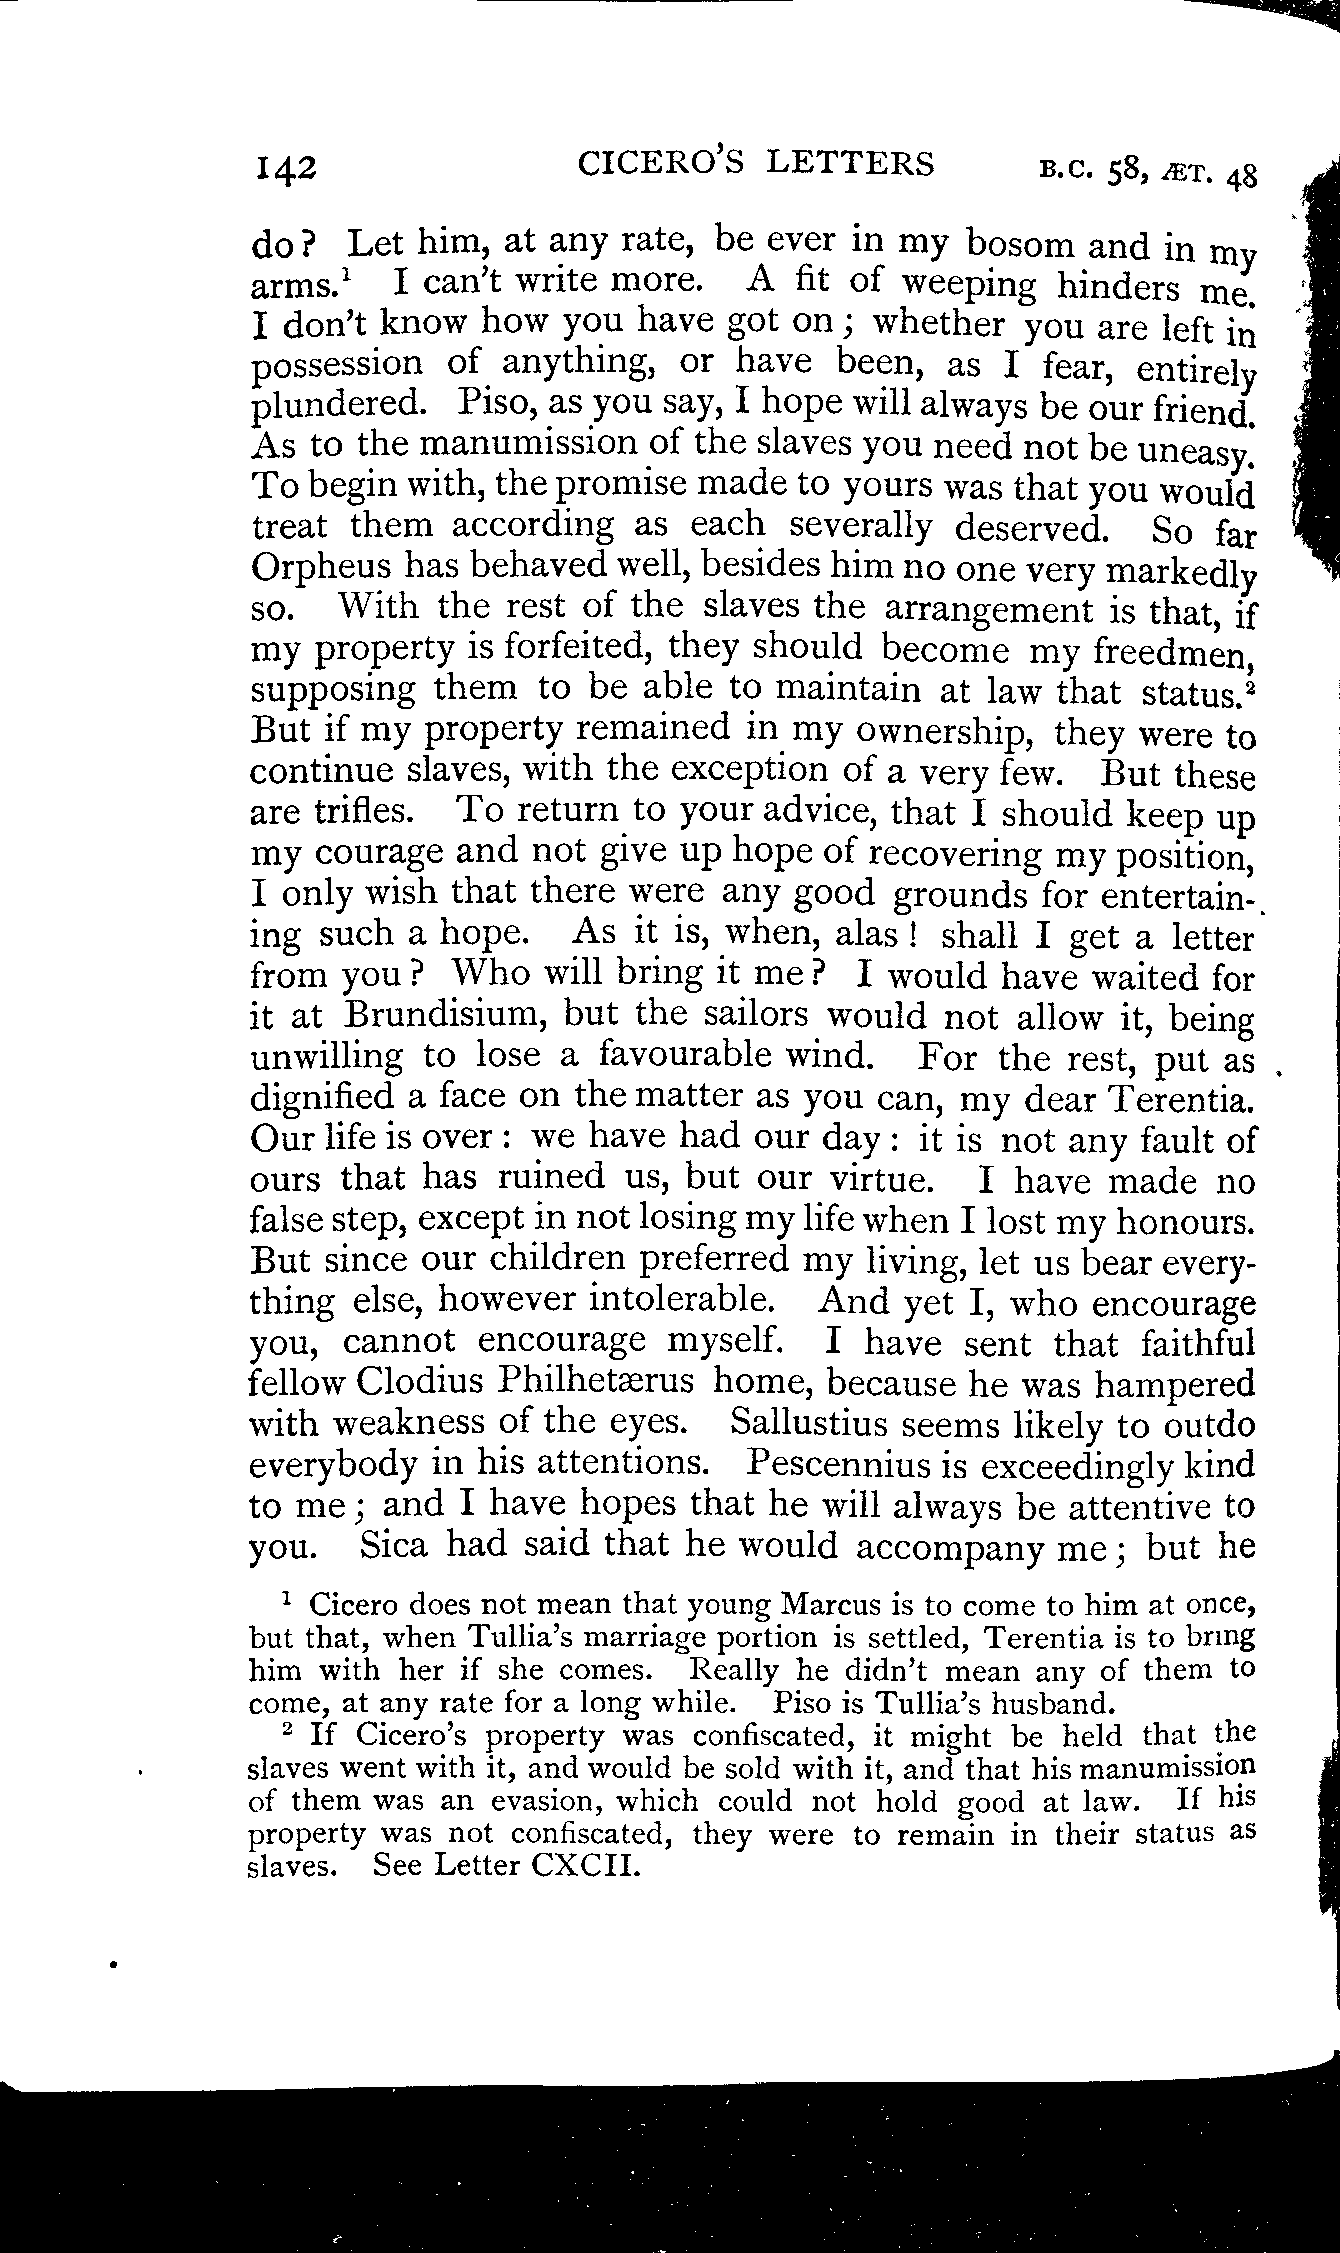 142 CICERO'S LETTERS B.C. 58, ÆT. 48
do? Let him, at any rate, be ever in my bosom and in my
arms.¹ I can't write more. A fit of weeping hinders me.
I don't know how you have got on; whether you are left in
possession of anything, or have been, as I fear, entirely
plundered. Piso, as you say, I hope will always be our friend.
As to the manumission of the slaves you need not be uneasy.
To begin with, the promise made to yours was that you would
treat them according as each severally deserved. So far
Orpheus has behaved well, besides him no one very markedly
so. With the rest of the slaves the arrangement is that, if
my property is forfeited, they should become my freedmen,
supposing them to be able to maintain at law that status.²
But if my property remained in my ownership, they were to
continue slaves, with the exception of a very few. But these
are trifles. To return to your advice, that I should keep up
my courage and not give up hope of recovering my position,
I only wish that there were any good grounds for entertain-
ing such a hope. As it is, when, alas! shall I get a letter
from you? Who will bring it me? I would have waited for
it at Brundisium, but the sailors would not allow it, being
unwilling to lose a favourable wind. For the rest, put as
dignified a face on the matter as you can, my dear Terentia.
Our life is over: we have had our day: it is not any fault of
ours that has ruined us, but our virtue. I have made no
false step, except in not losing my life when I lost my honours.
But since our children preferred my living, let us bear every-
thing else, however intolerable. And yet I, who encourage
you, cannot encourage myself. I have sent that faithful
fellow Clodius Philhetærus home, because he was hampered
with weakness of the eyes. Sallustius seems likely to outdo
everybody in his attentions. Pescennius is exceedingly kind
to me; and I have hopes that he will always be attentive to
you. Sica had said that he would accompany me; but he
¹ Cicero does not mean that young Marcus is to come to him at once,
but that, when Tullia's marriage portion is settled, Terentia is to bring
him with her if she comes. Really he didn't mean any of them to
come, at any rate for a long while. Piso is Tullia's husband.
² If Cicero's property was confiscated, it might be held that the
slaves went with it, and would be sold with it, and that his manumission
of them was an evasion, which could not hold good at law. If his
property was not confiscated, they were to remain in their status as
slaves. See Letter CXCII.